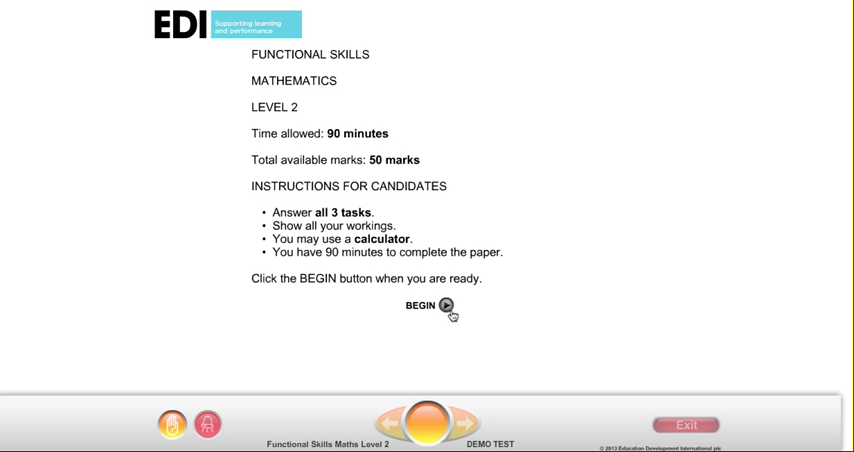 EDI
Supporting learning
and performance
FUNCTIONAL SKILLS
MATHEMATICS
LEVEL 2
Time allowed: 90 minutes
Total available marks: 50 marks
INSTRUCTIONS FOR CANDIDATES
• Answer all 3 tasks.
• Show all your workings.
• You may use a calculator.
• You have 90 minutes to complete the paper.
Click the BEGIN button when you are ready.
BEGIN
Exit
Functional Skills Maths Level 2
DEMO TEST
© 2013 Education Development International plc